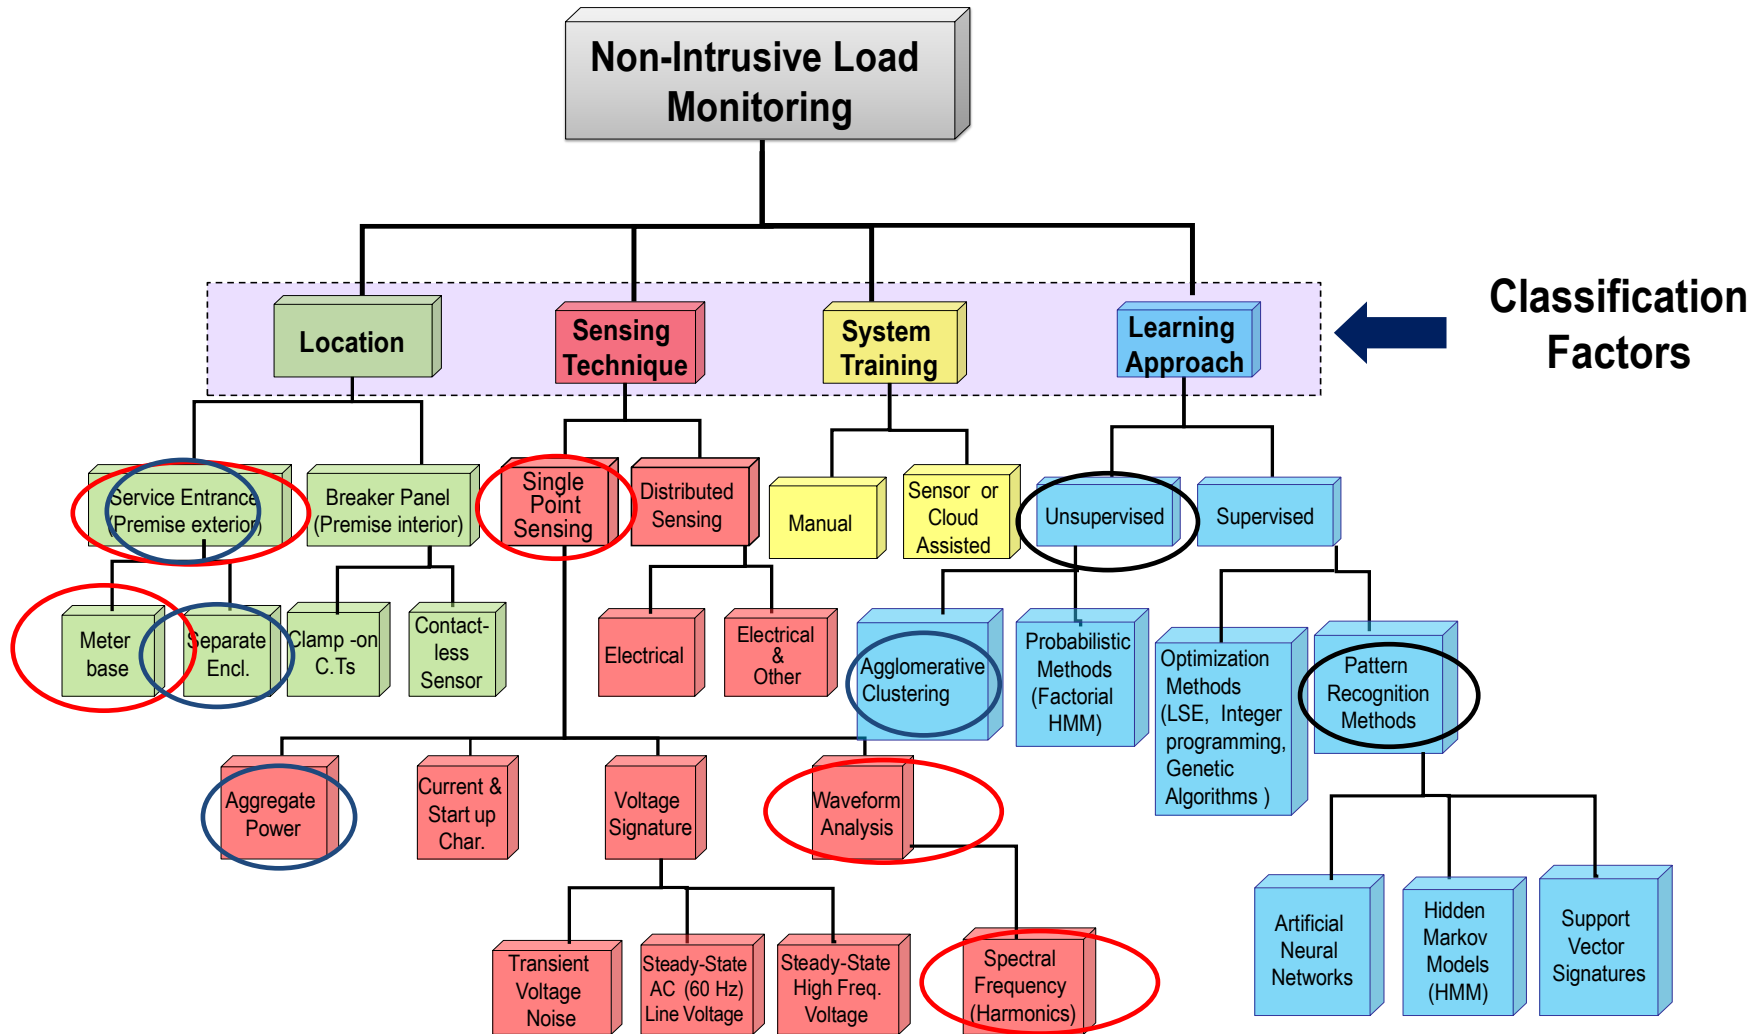 Non-Intrusive Load
Monitoring
Classification
Factors
Location
Sensing
Technique
System
Training
Learning
Approach
Service Entrance
(Premise exterior)
Breaker Panel
(Premise interior)
Single
Point
Sensing
Distributed
Sensing
Manual
Sensor or
Cloud
Assisted
Unsupervised
Supervised
Meter
base
Separate
Encl.
Clamp -on
C.Ts
Contact-
less
Sensor
Electrical
Electrical
&
Other
Agglomerative
Clustering
Probabilistic
Methods
(Factorial
HMM)
Optimization
Methods
(LSE, Integer
programming,
Genetic
Algorithms )
Pattern
Recognition
Methods
Aggregate
Power
Current &
Start up
Char.
Voltage
Signature
Waveform
Analysis
Transient
Voltage
Noise
Steady-State
AC (60 Hz)
Line Voltage
Steady-State
High Freq.
Voltage
Spectral
Frequency
(Harmonics)
Artificial
Neural
Networks
Hidden
Markov
Models
(HMM)
Support
Vector
Signatures